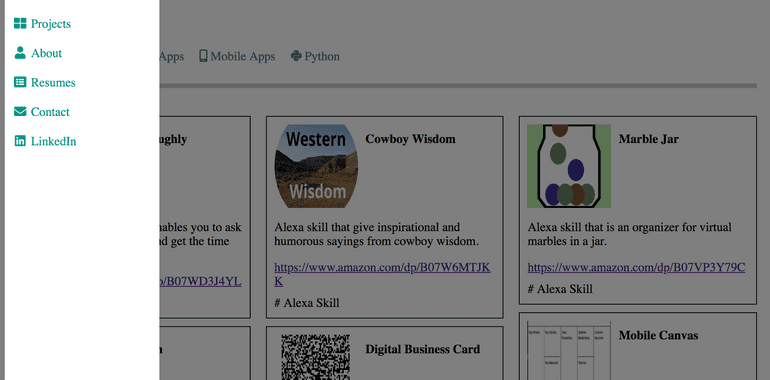 Projects
About
Resumes
Contact
LinkedIn
Apps
Mobile Apps
Python
ughly
nables you to ask
nd get the time
o/B07WD3J4YL
Western
Wisdom
Cowboy Wisdom
Alexa skill that give inspirational and
humorous sayings from cowboy wisdom.
https://www.amazon.com/dp/B07W6MTJK
K
# Alexa Skill
Marble Jar
Alexa skill that is an organizer for virtual
marbles in a jar.
https://www.amazon.com/dp/B07VP3Y79C
# Alexa Skill
n
Digital Business Card
Mobile Canvas